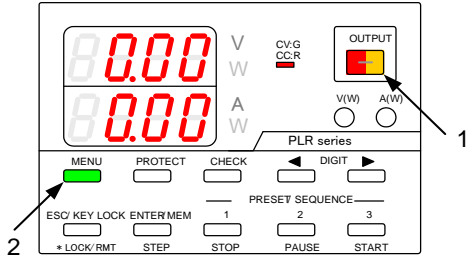 OUTPUT
V
CV:G
CC:R
0.00
W
V(W) A(W)
1
A
0.00
W
PLR series
MENU PROTECT CHECK ◀ DIGIT ▶
PRESET/ SEQUENCE
ESC/ KEY LOCK ENTER/MEM 1 2 3
2
* LOCK/ RMT STEP STOP PAUSE START